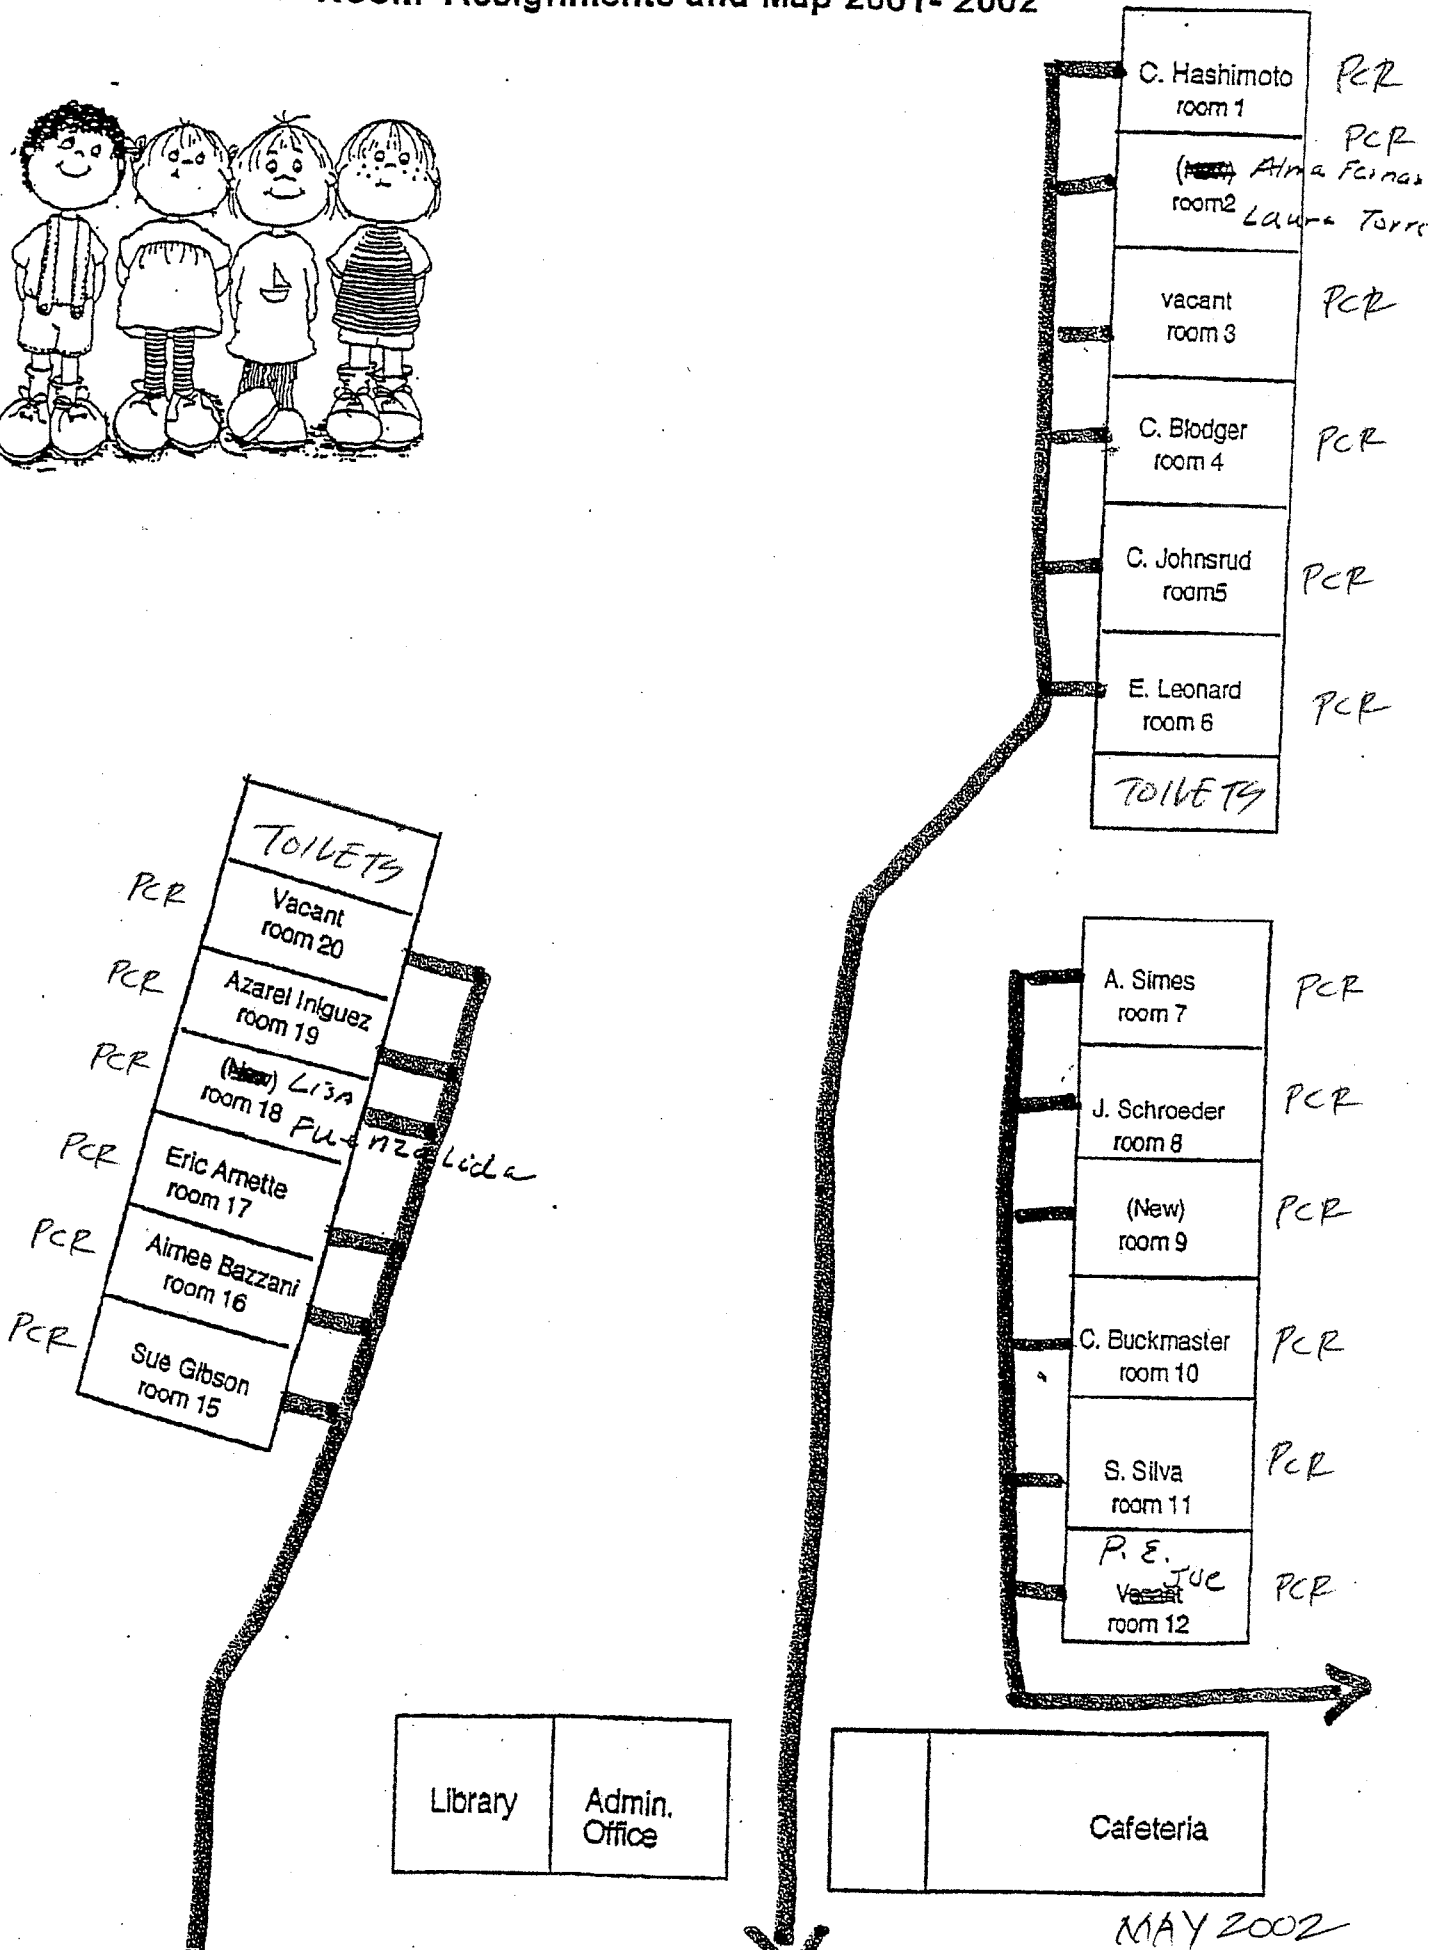 Room Assignments and Map 2001-2002
C. Hashimoto
room 1
PCR
PCR
Alma
room2
Laura
vacant
room 3
PCR
C. Blodger
room 4
PCR
C. Johnsrud
room5
PCR
E. Leonard
room 6
PCR
TOILETS
TOILETS
PCR
Vacant
room 20
PCR
Azarel Iniguez
room 19
PCR
(New) LISA
room 18 Fuenzalida
PCR
Eric Arnette
room 17
PCR
Aimee Bazzani
room 16
PCR
Sue Gibson
room 15
A. Simes
room 7
PCR
J. Schroeder
room 8
PCR
(New)
room 9
PCR
C. Buckmaster
room 10
PCR
S. Silva
room 11
PCR
P.E.
JUE
Vacant
room 12
PCR
Library
Admin.
Office
Cafeteria
MAY 2002